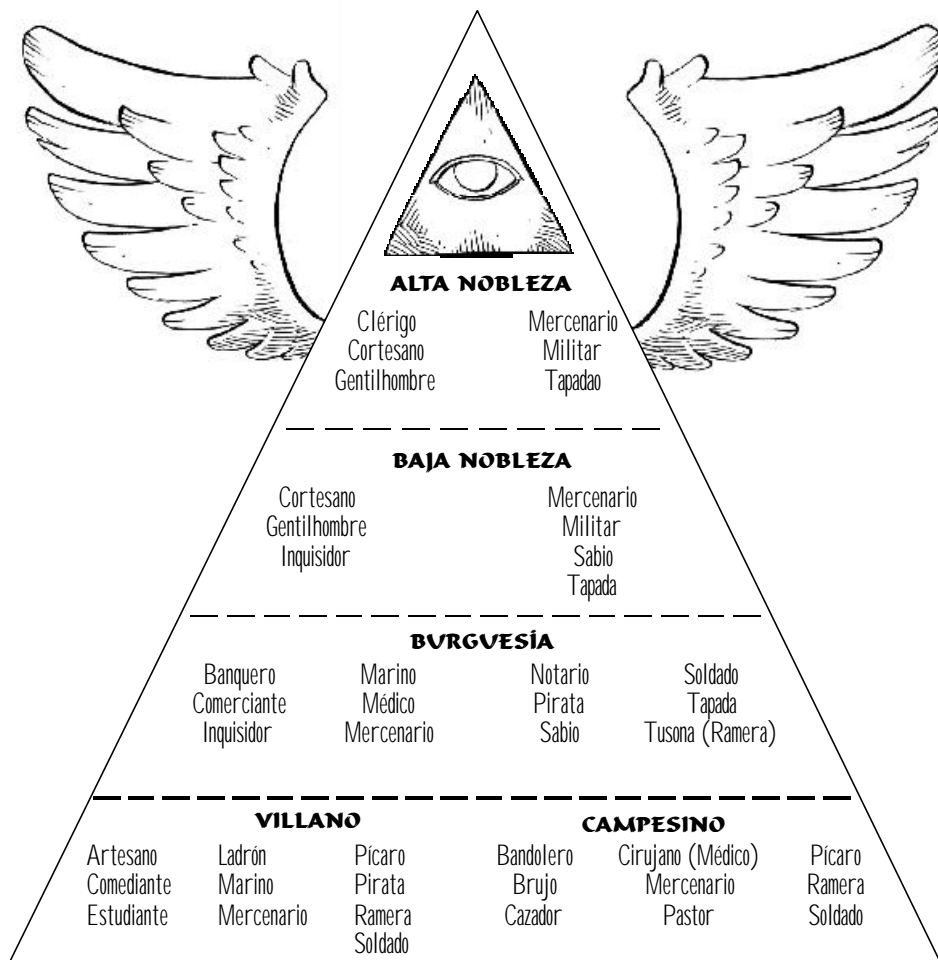 ALTA NOBLEZA
Clérigo
Cortesano
Gentilhombre
Mercenario
Militar
Tapadao
BAJA NOBLEZA
Cortesano
Gentilhombre
Inquisidor
Mercenario
Militar
Sabio
Tapada
BURGUESÍA
Banquero
Comerciante
Inquisidor
Marino
Médico
Mercenario
Notario
Pirata
Sabio
Soldado
Tapada
Tusona (Ramera)
VILLANO
Artesano
Comediante
Estudiante
Ladrón
Marino
Mercenario
Pícaro
Pirata
Ramera
Soldado
CAMPESINO
Bandolero
Brujo
Cazador
Cirujano (Médico)
Mercenario
Pastor
Pícaro
Ramera
Soldado